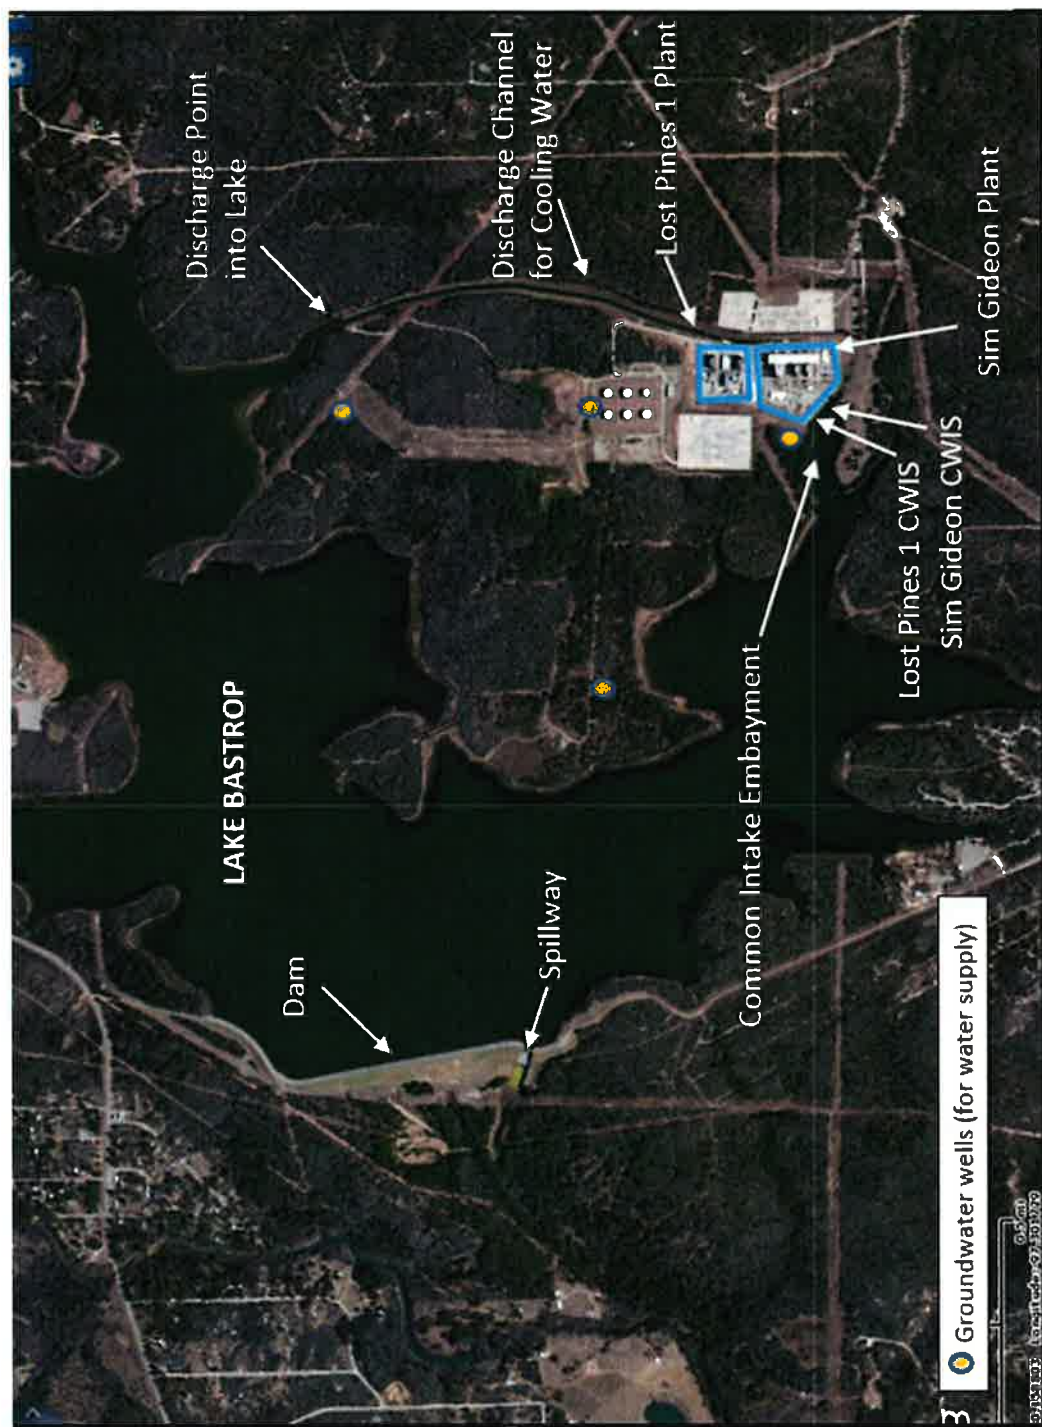 Discharge Point
into Lake
Discharge Channel
for Cooling Water
Lost Pines 1 Plant
Sim Gideon Plant
LAKE BASTROP
Dam
Spillway
Common Intake Embayment
Lost Pines 1 CWIS
Sim Gideon CWIS
3
Groundwater wells (for water supply)